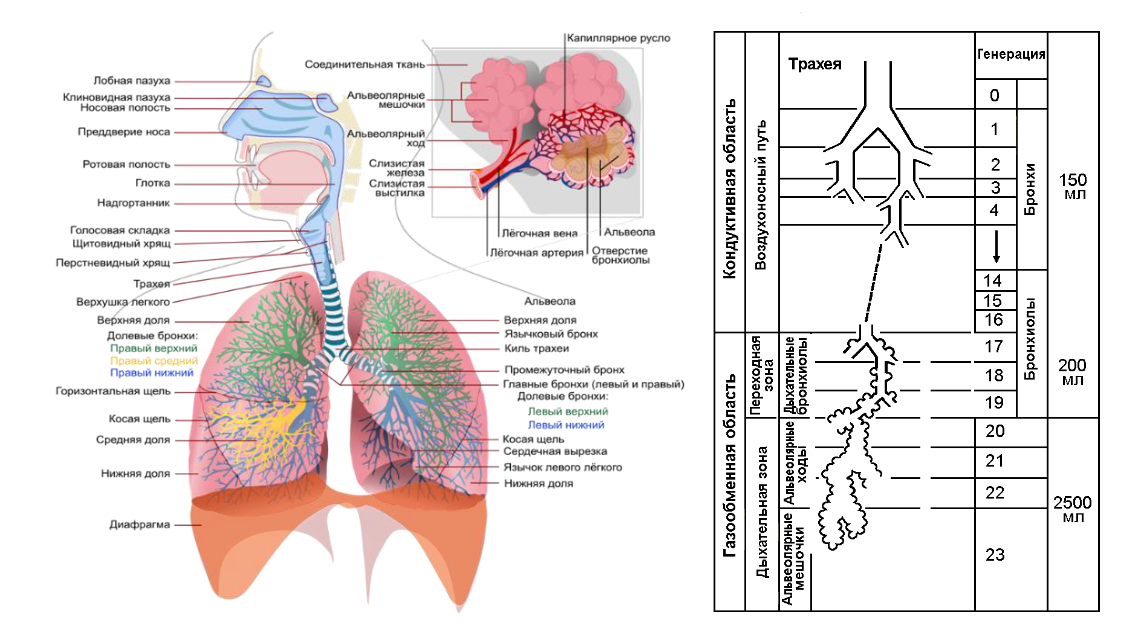 Лобная пазуха
Клиновидная пазуха
Носовая полость
Преддверие носа
Ротовая полость
Глотка
Надгортанник
Голосовая складка
Щитовидный хрящ
Перстневидный хрящ
Трахея
Верхушка легкого
Верхняя доля
Долевые бронхи:
Правый верхний
Правый средний
Правый нижний
Горизонтальная щель
Косая щель
Средняя доля
Нижняя доля
Диафрагма
Капиллярное русло
Соединительная ткань
Альвеолярные
мешочки
Альвеолярный
ход
Слизистая
железа
Слизистая
выстилка
Лёгочная вена
Лёгочная артерия
Альвеола
Отверстие
бронхиолы
Альвеола
Верхняя доля
Язычковый бронх
Киль трахеи
Промежуточный бронх
Главные бронхи (левый и правый)
Долевые бронхи:
Левый верхний
Левый нижний
Косая щель
Сердечная вырезка
Язычок левого лёгкого
Нижняя доля
Кондуктивная область
Воздухоносный путь
Трахея
Генерация
0
1
2
3
4
Бронхи
150
мл
14
15
16
Бронхиолы
Газообменная область
Переходная
зона
Дыхательные
бронхиолы
17
18
19
200
мл
Дыхательная зона
Альвеолярные
ходы
20
21
22
Альвеолярные
мешочки
23
2500
мл